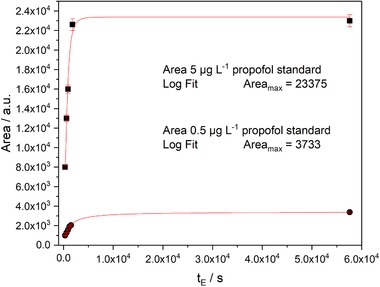 2.4x10⁴
2.2x10⁴
2.0x10⁴
1.8x10⁴
1.6x10⁴
1.4x10⁴
1.2x10⁴
1.0x10⁴
8.0x10³
6.0x10³
4.0x10³
2.0x10³
0.0
Area / a.u.
Area 5 µg L⁻¹ propofol standard
Log Fit Areaₘₐₓ = 23375
Area 0.5 µg L⁻¹ propofol standard
Log Fit Areaₘₐₓ = 3733
0.0 1.0x10⁴ 2.0x10⁴ 3.0x10⁴ 4.0x10⁴ 5.0x10⁴ 6.0x10⁴
t_E / s